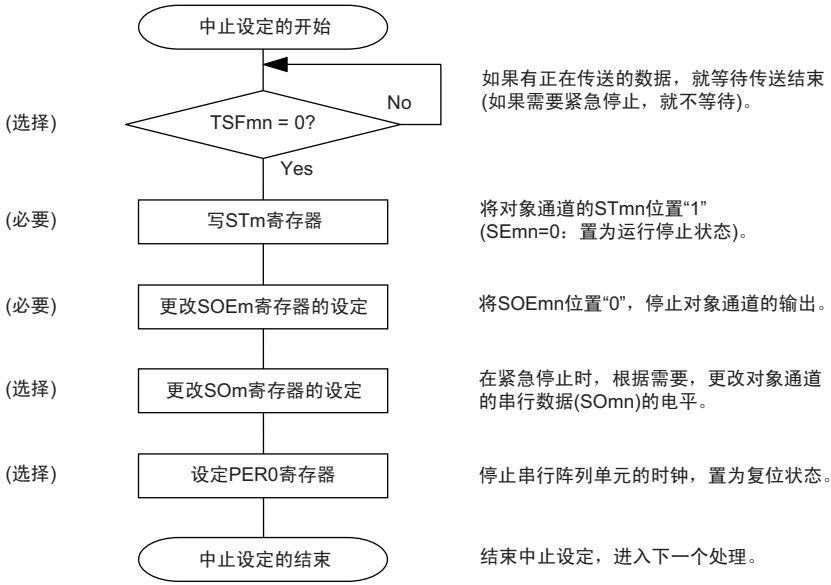 中止设定的开始
如果有正在传送的数据，就等待传送结束
(如果需要紧急停止，就不等待)。
No
(选择)
TSFmn = 0?
Yes
(必要)
写STm寄存器
将对象通道的STmn位置“1”
(SEmn=0：置为运行停止状态)。
(必要)
更改SOEm寄存器的设定
将SOEmn位置“0”，停止对象通道的输出。
(选择)
更改SOm寄存器的设定
在紧急停止时，根据需要，更改对象通道
的串行数据(SOmn)的电平。
(选择)
设定PER0寄存器
停止串行阵列单元的时钟，置为复位状态。
中止设定的结束
结束中止设定，进入下一个处理。